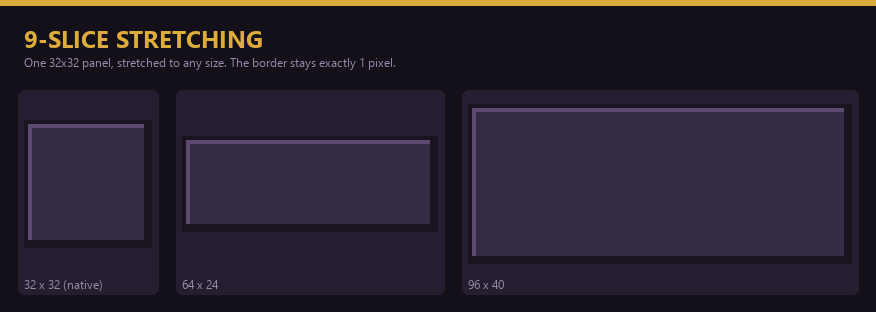 9-SLICE STRETCHING
One 32x32 panel, stretched to any size. The border stays exactly 1 pixel.
32 x 32 (native)
64 x 24
96 x 40